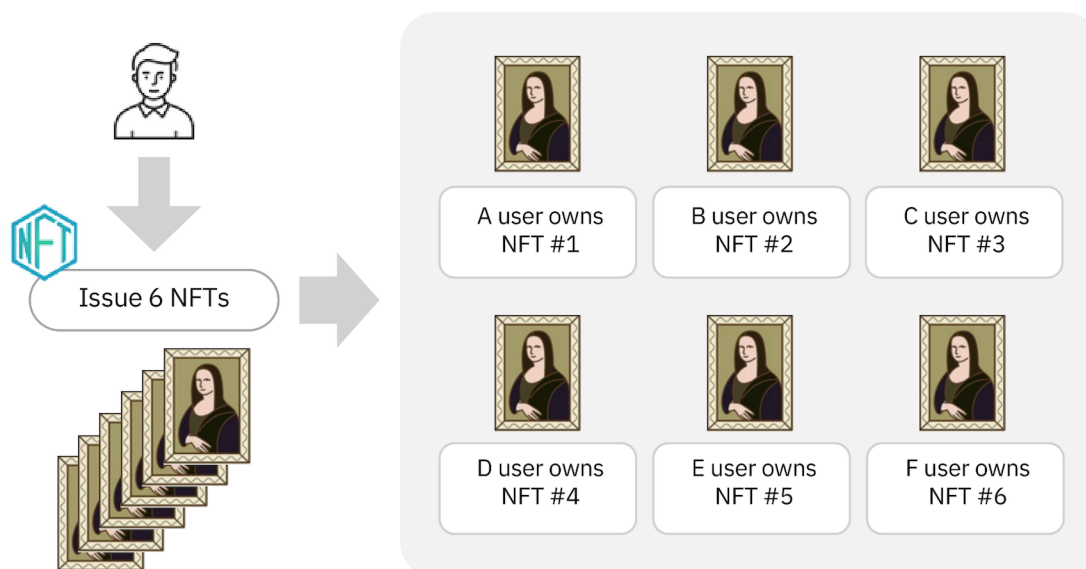 NFT
Issue 6 NFTs
A user owns
NFT #1
B user owns
NFT #2
C user owns
NFT #3
D user owns
NFT #4
E user owns
NFT #5
F user owns
NFT #6